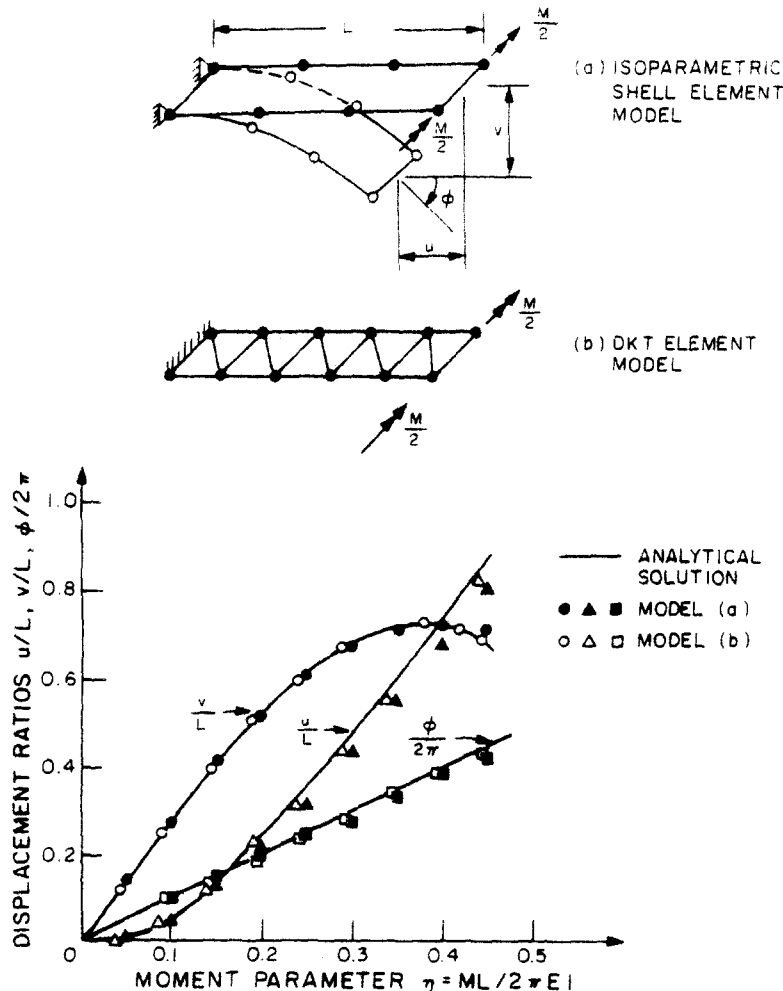 L
M/2
(a) ISOPARAMETRIC
SHELL ELEMENT
MODEL
v
M/2
ϕ
u
M/2
(b) DKT ELEMENT
MODEL
M/2
DISPLACEMENT RATIOS u/L, v/L, ϕ/2π
1.0
0.8
0.6
0.4
0.2
0
ANALYTICAL
SOLUTION
MODEL (a)
MODEL (b)
v/L
u/L
ϕ/2π
0.1
0.2
0.3
0.4
0.5
MOMENT PARAMETER η = ML/2πEI